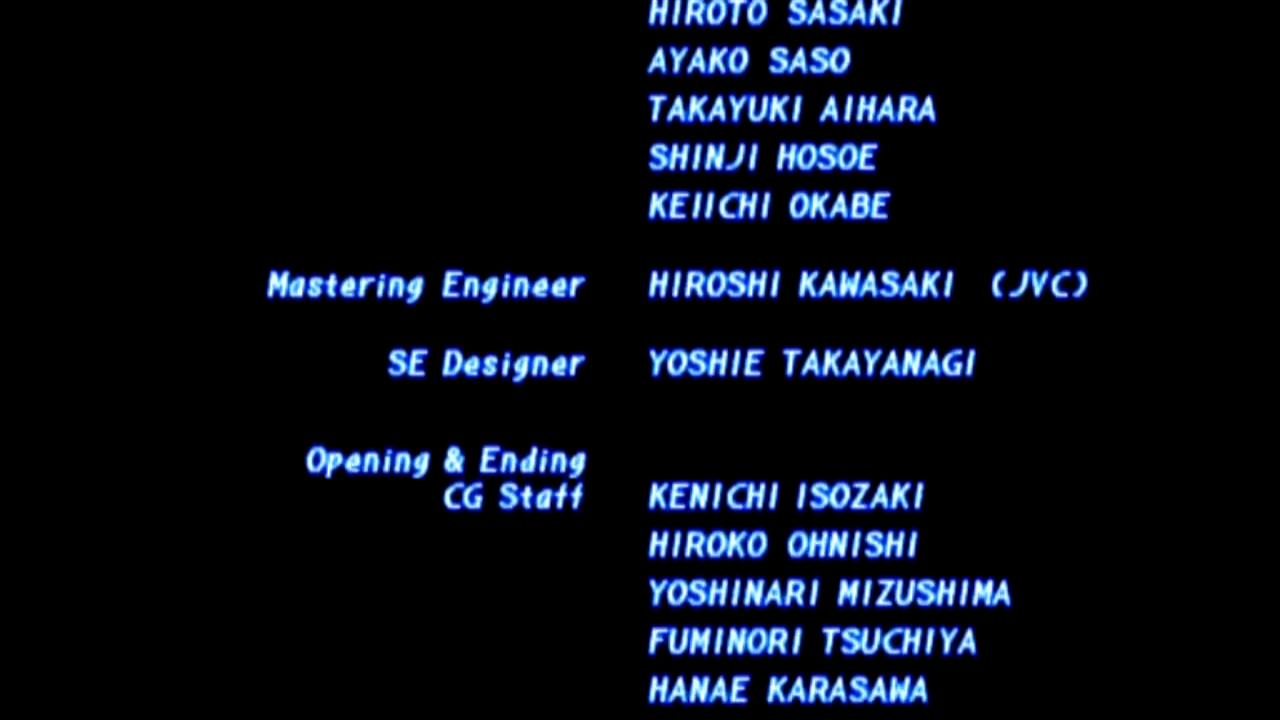 HIROTO SASAKI
AYAKO SASO
TAKAYUKI AIHARA
SHINJI HOSOE
KEIICHI OKABE
Mastering Engineer HIROSHI KAWASAKI (JVC)
SE Designer YOSHIE TAKAYANAGI
Opening & Ending
CG Staff KENICHI ISOZAKI
HIROKO OHNISHI
YOSHINARI MIZUSHIMA
FUMINORI TSUCHIYA
HANAE KARASAWA